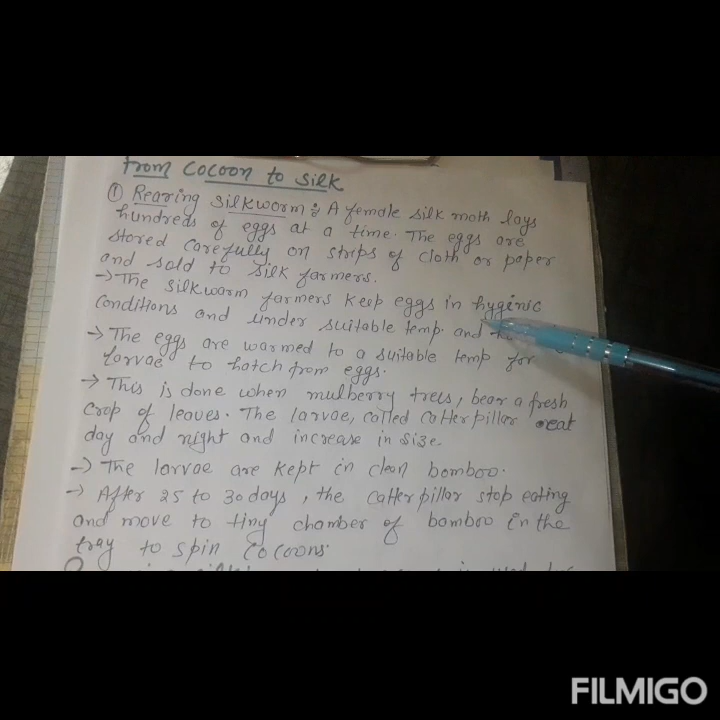 From Cocoon to Silk
① Rearing Silkworm :- A female silk moth lays
hundreds of eggs at a time. The eggs are
stored carefully on strips of cloth or paper
and sold to silk farmers.
→ The silkwarm farmers keep eggs in hyginic
conditions and under suitable temp. and
→ The eggs are warmed to a suitable temp for
larvae to hatch from eggs.
→ This is done when mulberry trees, bear a fresh
crop of leaves. The larvae, called Catterpillar eat
day and night and increase in size.
→ The larvae are kept in clean bomboo.
→ After 25 to 30 days, the Catterpillar stop eating
and move to tiny chamber of bomboo in the
tray to spin Cocoons.
FILMIGO